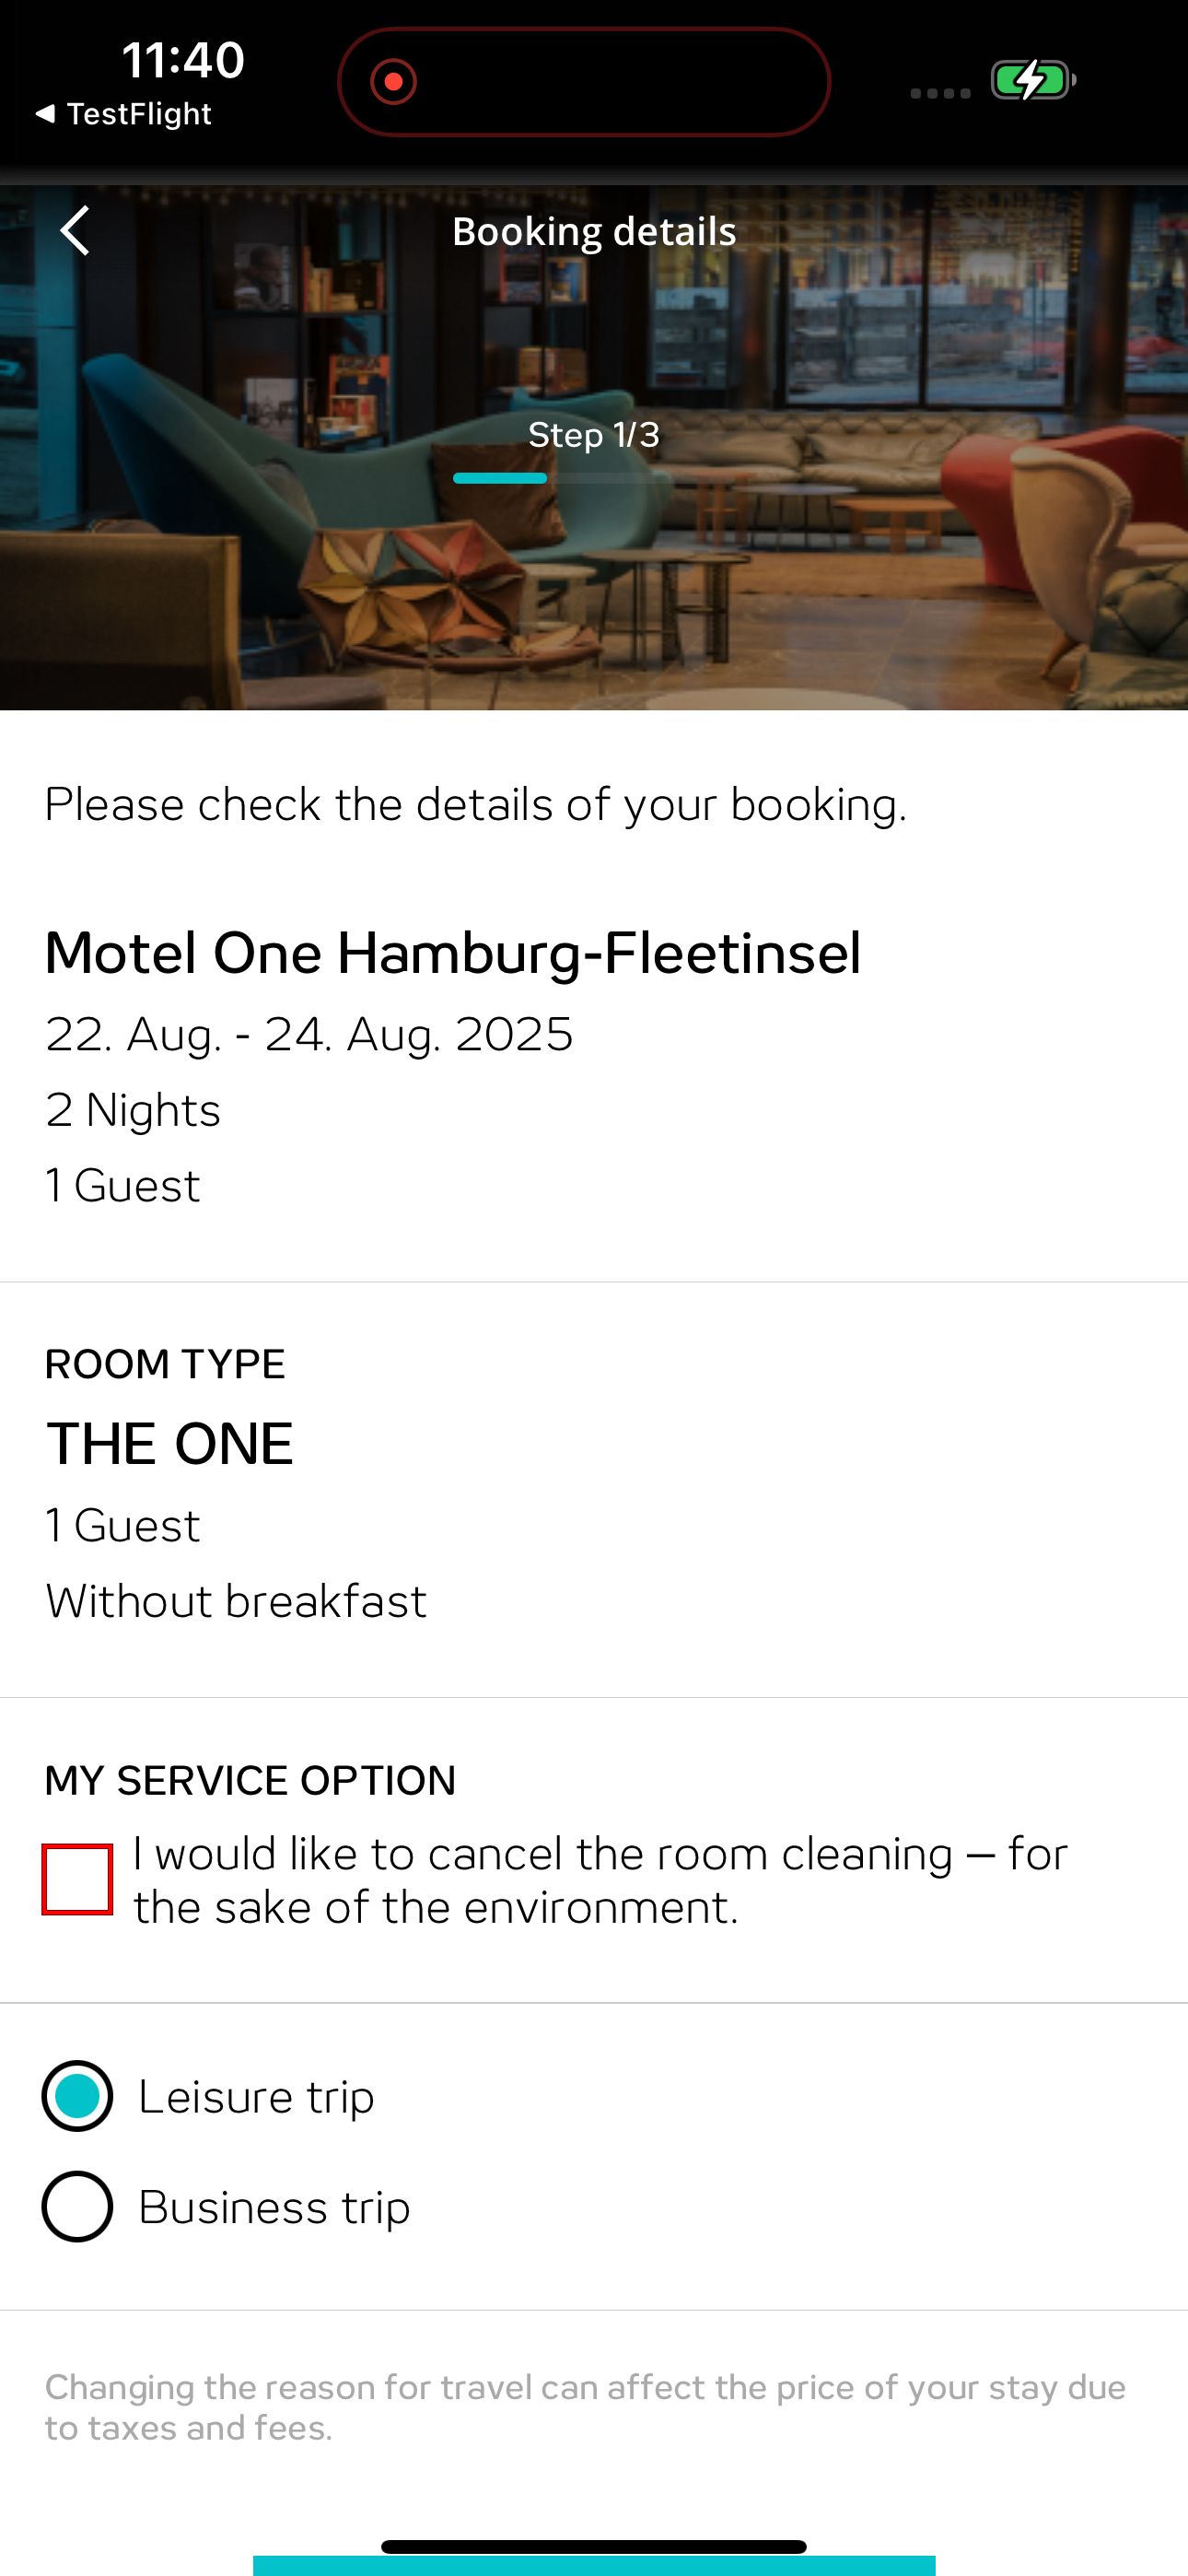 11:40
◀ TestFlight
Booking details
Step 1/3
Please check the details of your booking.
Motel One Hamburg-Fleetinsel
22. Aug. - 24. Aug. 2025
2 Nights
1 Guest
ROOM TYPE
THE ONE
1 Guest
Without breakfast
MY SERVICE OPTION
I would like to cancel the room cleaning – for
the sake of the environment.
Leisure trip
Business trip
Changing the reason for travel can affect the price of your stay due
to taxes and fees.